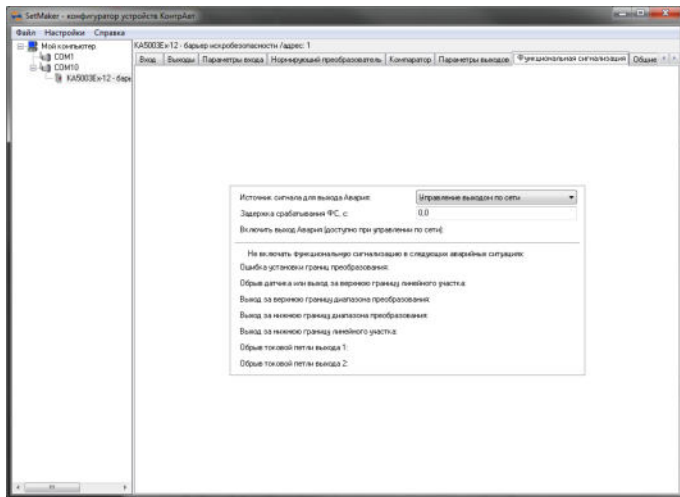 SetMaker - конфигуратор устройств КонтрАвт
Файл Настройки Справка
Мой компьютер
COM1
COM10
КА5003Ex-12 - барь
КА5003Ex-12 - барьер искробезопасности /адрес: 1
Вход Выходы Параметры входа Нормирующий преобразователь Компаратор Параметры выходов Функциональная сигнализация Общие
Источник сигнала для выхода Авария: Управление выходом по сети
Задержка срабатывания ФС, с: 0,0
Включить выход Авария (доступно при управлении по сети):
Не включать функциональную сигнализацию в следующих аварийных ситуациях:
Ошибка установки границ преобразования:
Обрыв датчика или выход за верхнюю границу линейного участка:
Выход за верхнюю границу диапазона преобразования:
Выход за нижнюю границу диапазона преобразования:
Выход за нижнюю границу линейного участка:
Обрыв токовой петли выхода 1:
Обрыв токовой петли выхода 2: